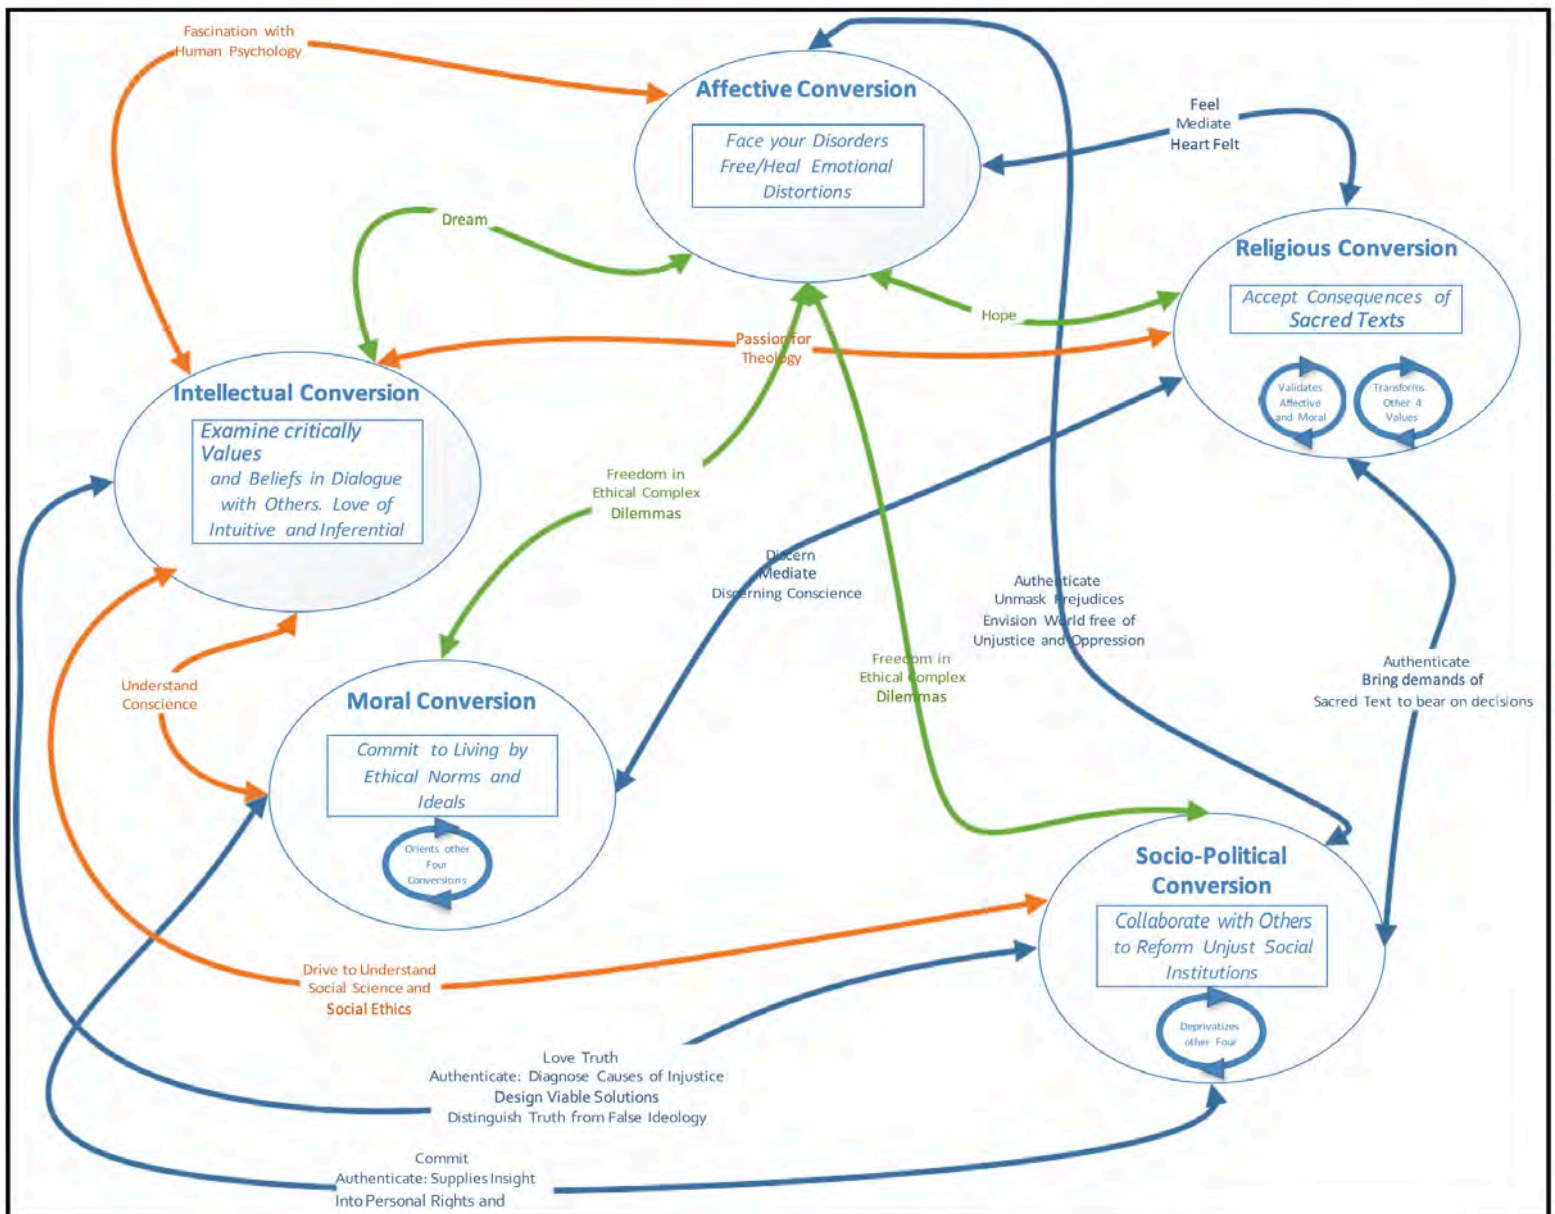 Fascination with
Human Psychology
Affective Conversion
Face your Disorders
Free/Heal Emotional
Distortions
Feel
Mediate
Heart Felt
Dream
Religious Conversion
Accept Consequences of
Sacred Texts
Validates
Affective
and Moral
Transforms
Other 4
Values
Hope
Passion for
Theology
Intellectual Conversion
Examine critically
Values
and Beliefs in Dialogue
with Others. Love of
Intuitive and Inferential
Freedom in
Ethical Complex
Dilemmas
Discern
Mediate
Discerning Conscience
Authenticate
Unmask Prejudices
Envision World free of
Unjustice and Oppression
Freedom in
Ethical Complex
Dilemmas
Authenticate
Bring demands of
Sacred Text to bear on decisions
Understand
Conscience
Moral Conversion
Commit to Living by
Ethical Norms and
Ideals
Orients other
Four
Conversions
Socio-Political
Conversion
Collaborate with Others
to Reform Unjust Social
Institutions
Deprivatizes
other Four
Drive to Understand
Social Science and
Social Ethics
Love Truth
Authenticate: Diagnose Causes of Injustice
Design Viable Solutions
Distinguish Truth from False Ideology
Commit
Authenticate: Supplies Insight
Into Personal Rights and